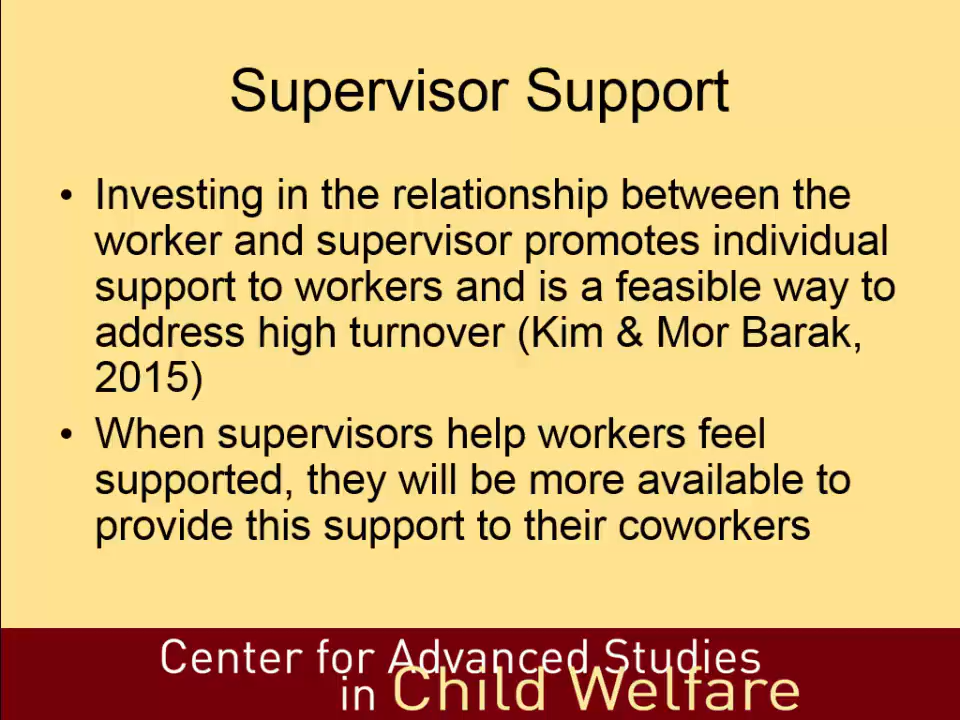 Supervisor Support
• Investing in the relationship between the
worker and supervisor promotes individual
support to workers and is a feasible way to
address high turnover (Kim & Mor Barak,
2015)
• When supervisors help workers feel
supported, they will be more available to
provide this support to their coworkers
Center for Advanced Studies
in Child Welfare